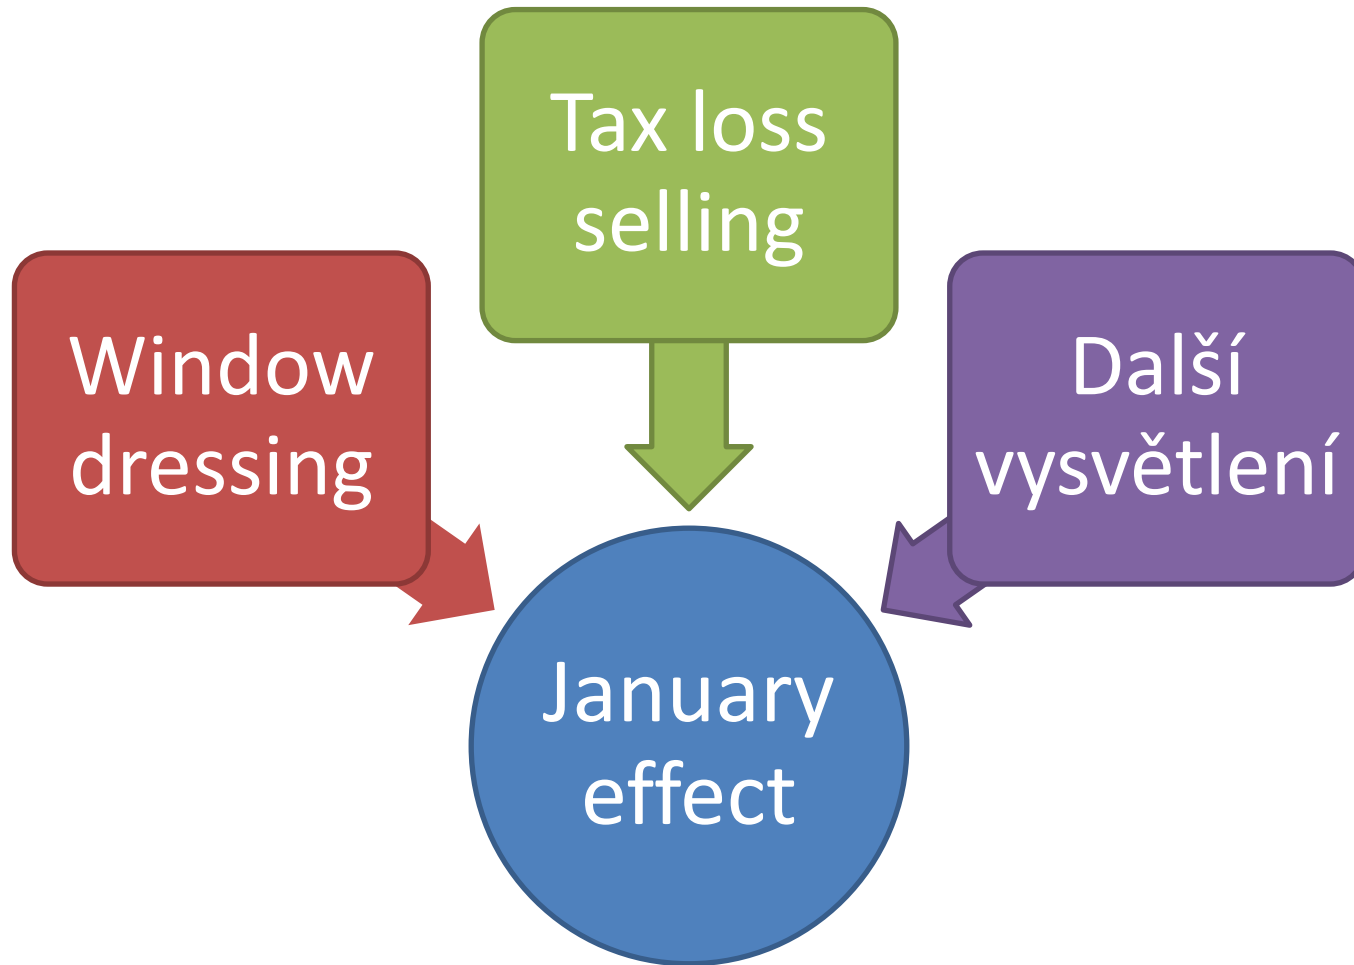 Tax loss
selling
Window
dressing
Další
vysvětlení
January
effect